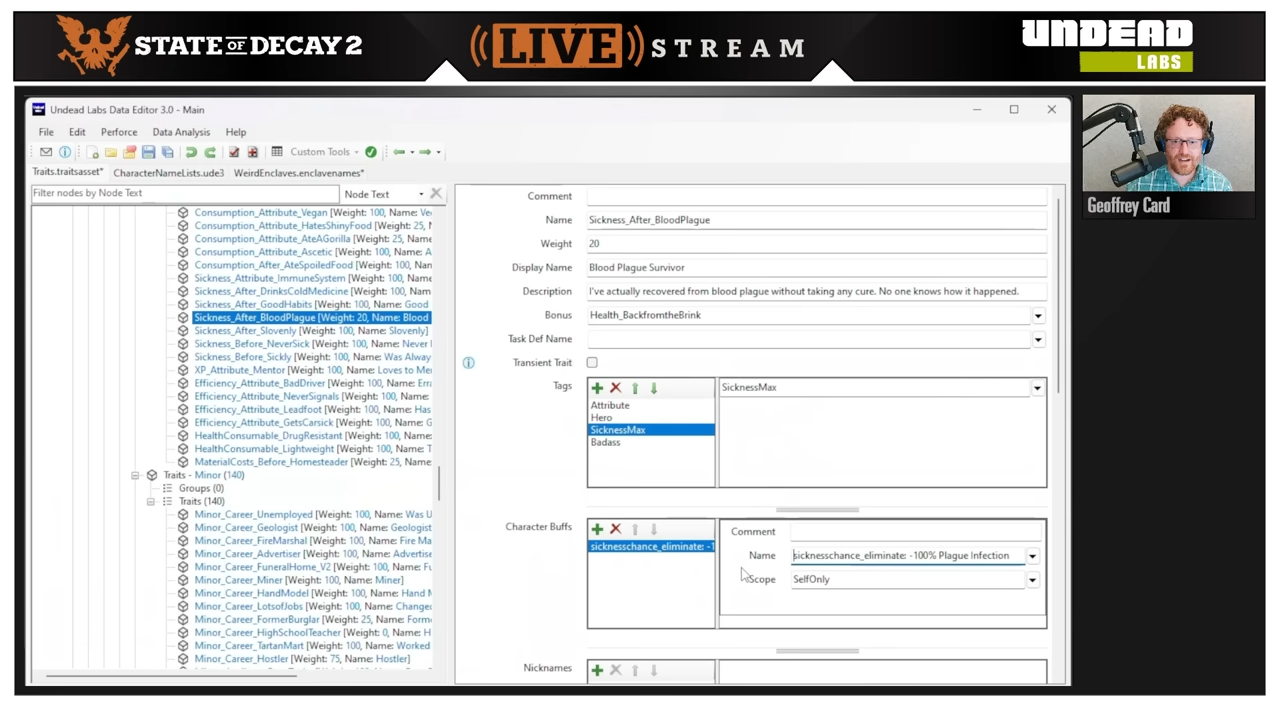 STATE OF DECAY 2
LIVE STREAM
UNDEAD
LABS
Undead Labs Data Editor 3.0 - Main
File Edit Perforce Data Analysis Help
Custom Tools
Traits.traitsasset* CharacterNameLists.ude3 WeirdEnclaves.enclavenames*
Filter nodes by Node Text Node Text
Consumption_Attribute_Vegan [Weight: 100, Name: Ve
Consumption_Attribute_HatesShinyFood [Weight: 25,
Consumption_Attribute_AteAGorilla [Weight: 25, Name
Consumption_Attribute_Ascetic [Weight: 100, Name: A
Consumption_After_AteSpoiledFood [Weight: 100, Nan
Sickness_Attribute_ImmuneSystem [Weight: 100, Name:
Sickness_After_DrinksColdMedicine [Weight: 100, Name:
Sickness_After_GoodHabits [Weight: 100, Name: Good
Sickness_After_BloodPlague [Weight: 20, Name: Blood
Sickness_After_Slovenly [Weight: 100, Name: Slovenly]
Sickness_Before_NeverSick [Weight: 100, Name: Never
Sickness_Before_Sickly [Weight: 100, Name: Was Alway
XP_Attribute_Mentor [Weight: 100, Name: Loves to Me
Efficiency_Attribute_BadDriver [Weight: 100, Name: Erra
Efficiency_Attribute_NeverSignals [Weight: 100, Name:
Efficiency_Attribute_Leadfoot [Weight: 100, Name: Has
Efficiency_Attribute_GetsCarsick [Weight: 100, Name: G
HealthConsumable_DrugResistant [Weight: 100, Name:
HealthConsumable_Lightweight [Weight: 100, Name: T
MaterialCosts_Before_Homesteader [Weight: 25, Name:
Traits - Minor (140)
Groups (0)
Traits (140)
Minor_Career_Unemployed [Weight: 100, Name: Was U
Minor_Career_Geologist [Weight: 100, Name: Geologist
Minor_Career_FireMarshal [Weight: 100, Name: Fire Ma
Minor_Career_Advertiser [Weight: 100, Name: Advertise
Minor_Career_FuneralHome_V2 [Weight: 100, Name: Fu
Minor_Career_Miner [Weight: 100, Name: Miner]
Minor_Career_HandModel [Weight: 100, Name: Hand M
Minor_Career_LotsofJobs [Weight: 100, Name: Change
Minor_Career_FormerBurglar [Weight: 25, Name: Form
Minor_Career_HighSchoolTeacher [Weight: 0, Name: H
Minor_Career_TartanMart [Weight: 100, Name: Worked
Minor_Career_Hostler [Weight: 75, Name: Hostler]
Comment
Name Sickness_After_BloodPlague
Weight 20
Display Name Blood Plague Survivor
Description I've actually recovered from blood plague without taking any cure. No one knows how it happened.
Bonus Health_BackfromtheBrink
Task Def Name
Transient Trait
Tags SicknessMax
Attribute
Hero
SicknessMax
Badass
Character Buffs Comment
sicknesschance_eliminate: -1
Name sicknesschance_eliminate: -100% Plague Infection
Scope SelfOnly
Nicknames
Geoffrey Card